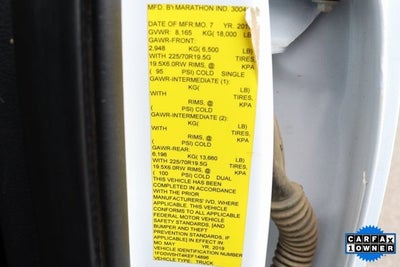 MFD. BY MARATHON IND. 3004
DATE OF MFR:MO. 7 YR. 201
GVWR: 8,165 KG(18,000 LB)
GAWR-FRONT:
2,948 KG(6,500 LB)
WITH 225/70R19.5G TIRES,
19.5X6.0RW RIMS, @ KPA
( 95 PSI) COLD SINGLE
GAWR-INTERMEDIATE (1):
KG( LB)
WITH TIRES,
RIMS, @ KPA
( PSI) COLD
GAWR-INTERMEDIATE (2):
KG( LB)
WITH TIRES,
RIMS, @ KPA
( PSI) COLD
GAWR-REAR:
6,196 KG( 13,660 LB)
WITH 225/70R19.5G TIRES,
19.5X6.0RW RIMS, @ KPA
( 100 PSI) COLD DUAL
THIS VEHICLE HAS BEEN
COMPLETED IN ACCORDANCE
WITH THE PRIOR
MANUFACTURERS' IVD, WHERE
APPLICABLE. THIS VEHICLE
CONFORMS TO ALL APPLICABLE
FEDERAL MOTOR VEHICLE
SAFETY STANDARDS, [AND
BUMPER AND THEFT
PREVENTION STANDARDS, IF
APPLICABLE] IN EFFECT IN
MO. MAY YR. 2019
VEHICLE IDENTIFICATION NUMBER
VEHICLE TYPE: TRUCK
CARFAX
1 OWNER